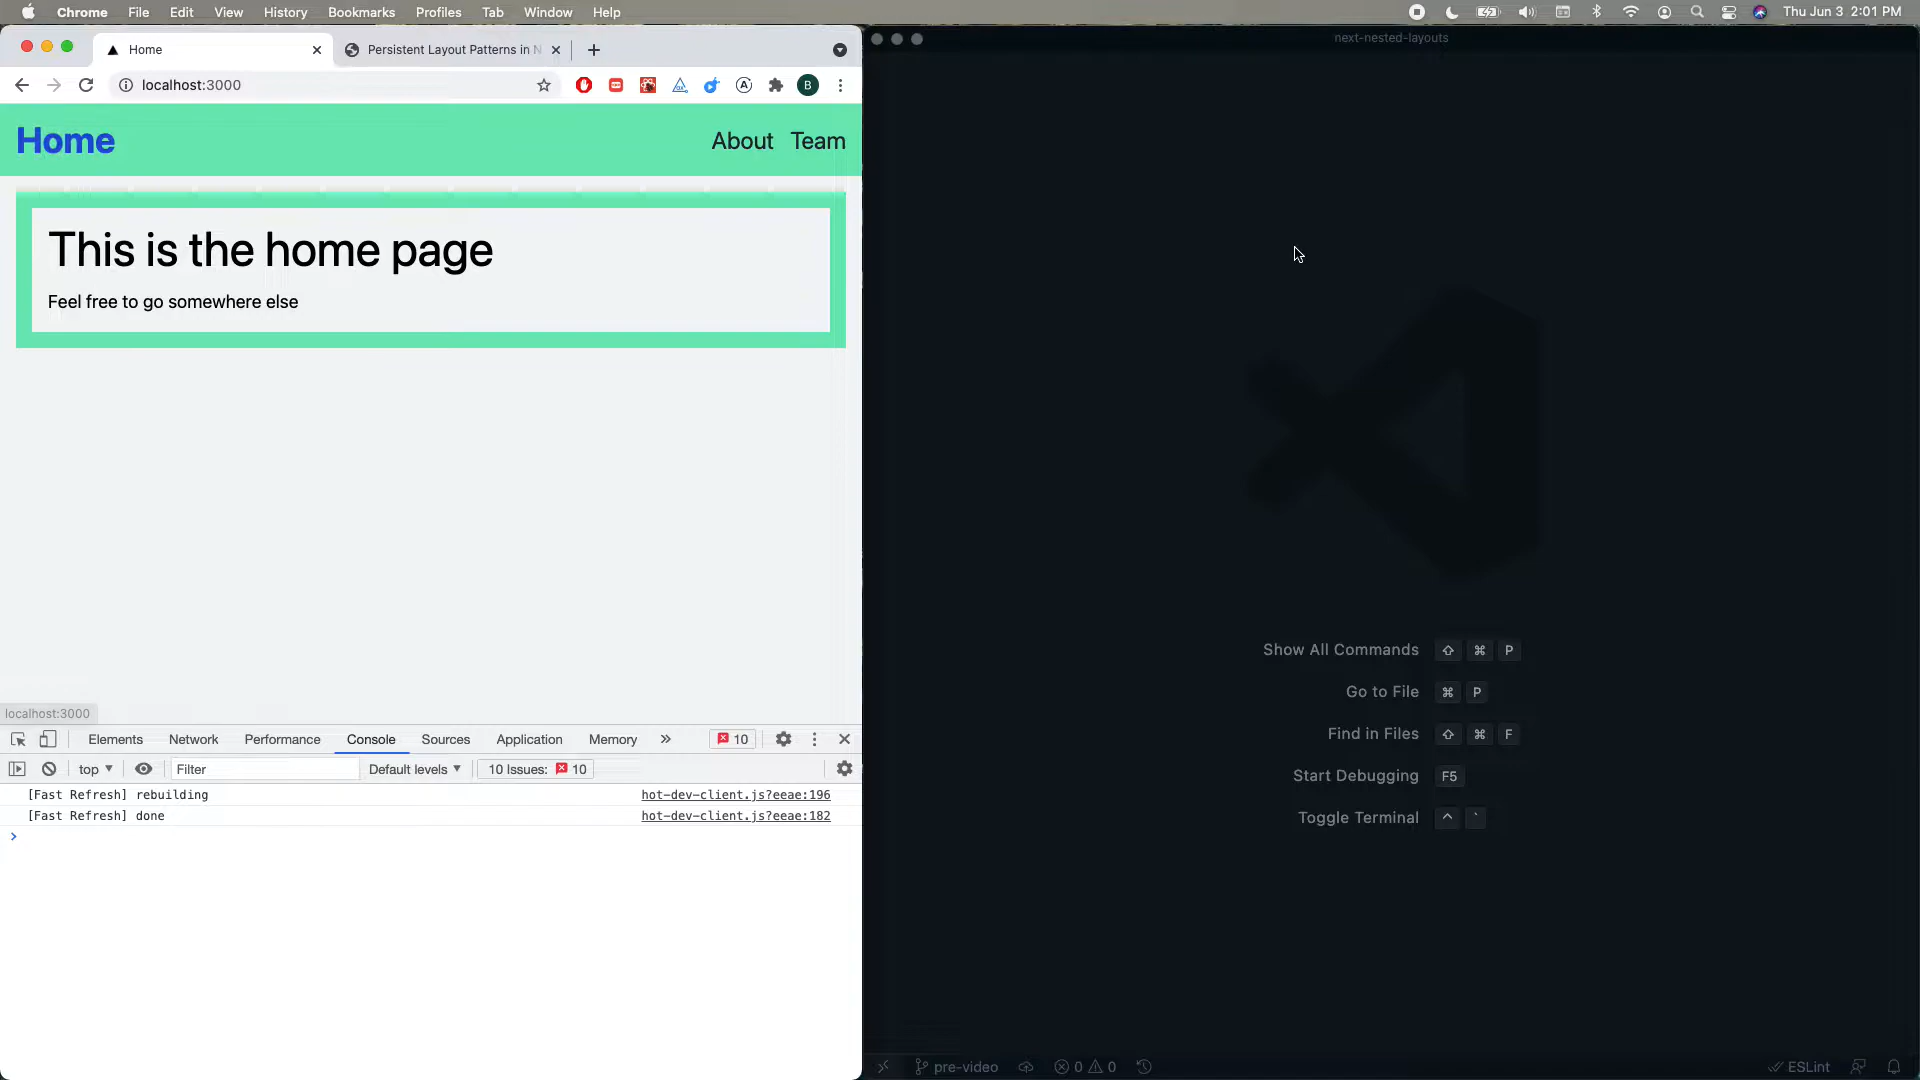 Chrome File Edit View History Bookmarks Profiles Tab Window Help Thu Jun 3 2:01 PM
Home Persistent Layout Patterns in N
localhost:3000 B
Home About Team
This is the home page
Feel free to go somewhere else
localhost:3000
Elements Network Performance Console Sources Application Memory » 10
top Filter Default levels 10 Issues: 10
[Fast Refresh] rebuilding hot-dev-client.js?eeae:196
[Fast Refresh] done hot-dev-client.js?eeae:182
next-nested-layouts
Show All Commands ⇧ ⌘ P
Go to File ⌘ P
Find in Files ⇧ ⌘ F
Start Debugging F5
Toggle Terminal ^ `
pre-video 0 0 ESLint